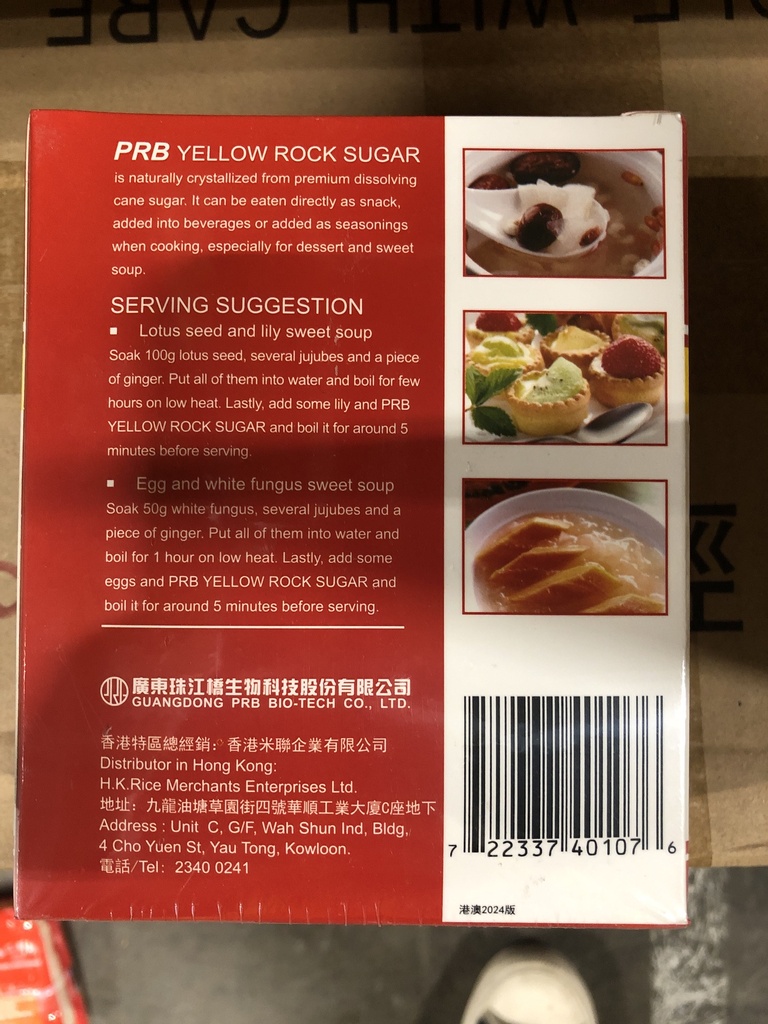 LE WITH CARE
PRB YELLOW ROCK SUGAR
is naturally crystallized from premium dissolving
cane sugar. It can be eaten directly as snack,
added into beverages or added as seasonings
when cooking, especially for dessert and sweet
soup.
SERVING SUGGESTION
▪ Lotus seed and lily sweet soup
Soak 100g lotus seed, several jujubes and a piece
of ginger. Put all of them into water and boil for few
hours on low heat. Lastly, add some lily and PRB
YELLOW ROCK SUGAR and boil it for around 5
minutes before serving.
▪ Egg and white fungus sweet soup
Soak 50g white fungus, several jujubes and a
piece of ginger. Put all of them into water and
boil for 1 hour on low heat. Lastly, add some
eggs and PRB YELLOW ROCK SUGAR and
boil it for around 5 minutes before serving.
PRB
廣東珠江橋生物科技股份有限公司
GUANGDONG PRB BIO-TECH CO., LTD.
香港特區總經銷: 香港米聯企業有限公司
Distributor in Hong Kong:
H.K.Rice Merchants Enterprises Ltd.
地址: 九龍油塘草園街四號華順工業大廈C座地下
Address : Unit C, G/F, Wah Shun Ind, Bldg,
4 Cho Yuen St, Yau Tong, Kowloon.
電話/Tel: 2340 0241
7 22337 40107 6
港澳2024版